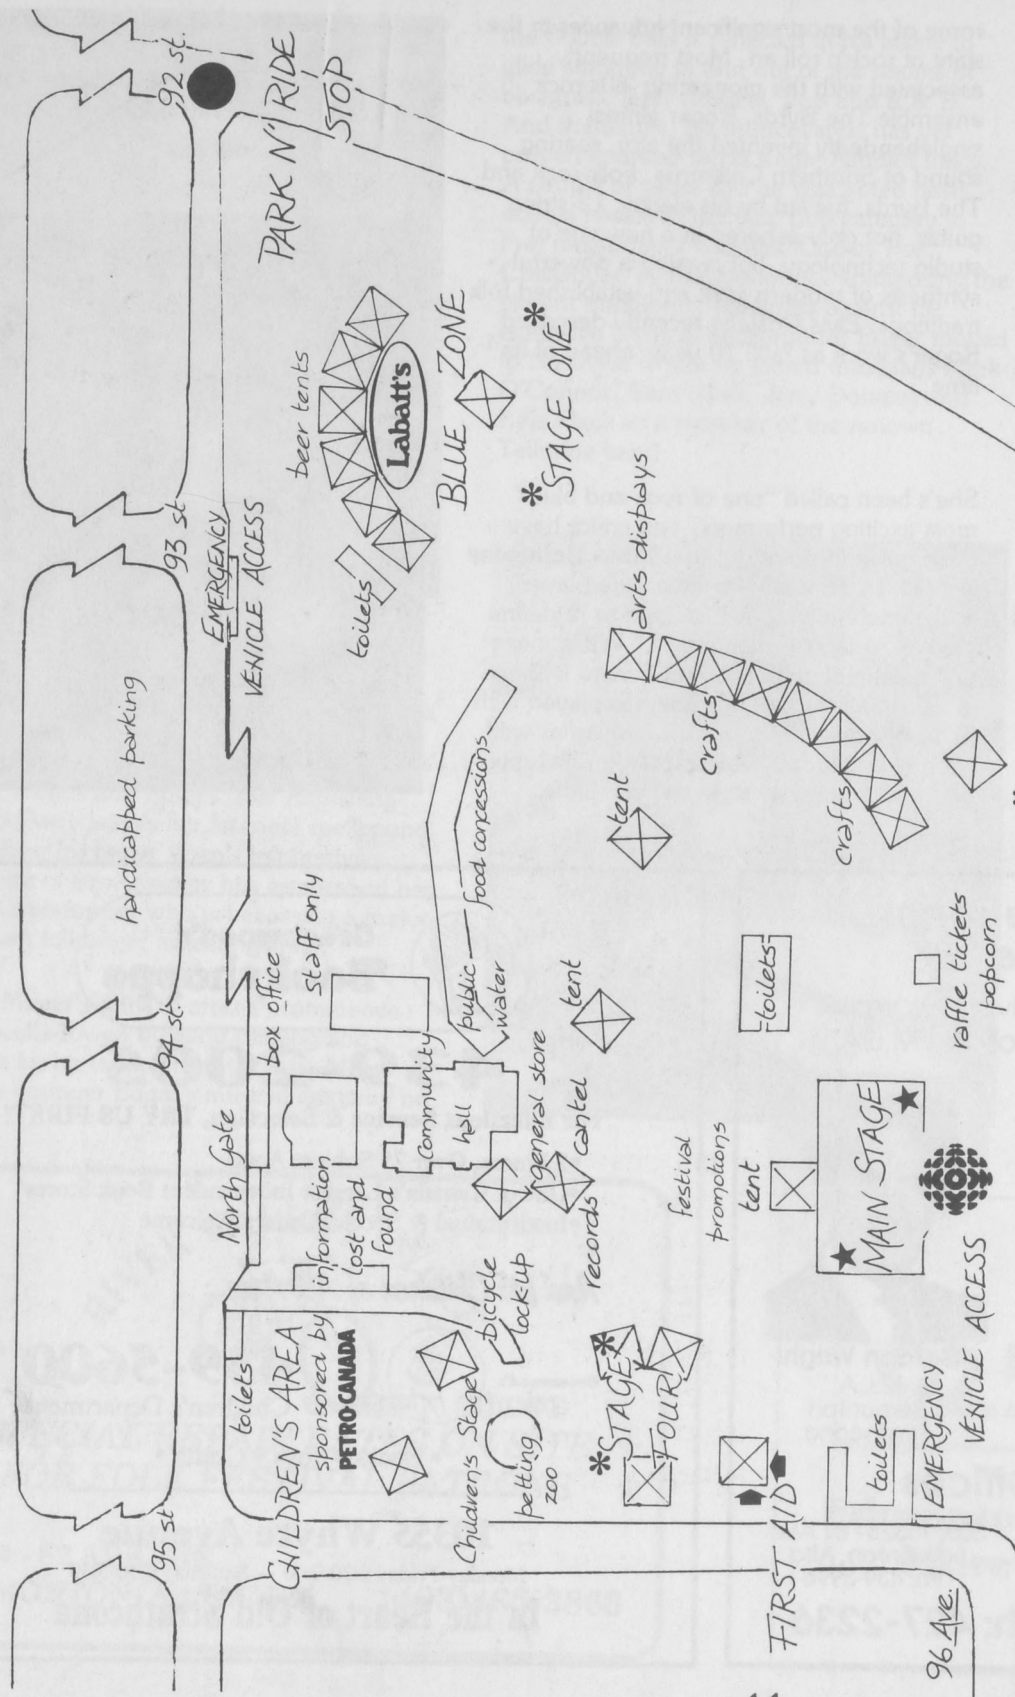 95 st
94 st.
93 st
92 st.
handicapped parking
PARK N' RIDE
STOP
EMERGENCY
VEHICLE ACCESS
North Gate
box office
staff only
toilets
CHILDREN'S AREA
sponsored by
PETRO-CANADA
information
lost and
found
community
hall
public
water
food concessions
beer tents
Labatt's
BLUE ZONE
toilets
*STAGE ONE*
arts displays
crafts
crafts
tent
tent
general store
cantel
records
Bicycle
lock-up
Children's Stage
petting
zoo
*STAGE*
FOUR
festival
promotions
tent
toilets
MAIN STAGE
raffle tickets
popcorn
CKUA
FIRST AID
toilets
EMERGENCY
VEHICLE ACCESS
96 Ave.